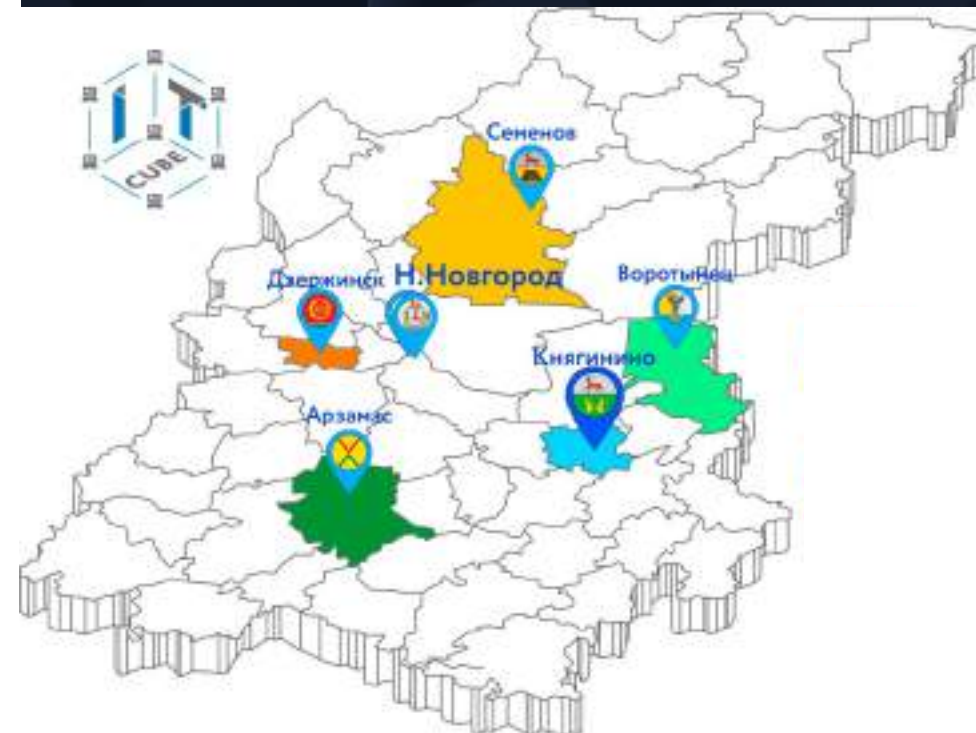 IT
CUBE
Семенов
Дзержинск
Н.Новгород
Воротынец
Княгинино
Арзамас